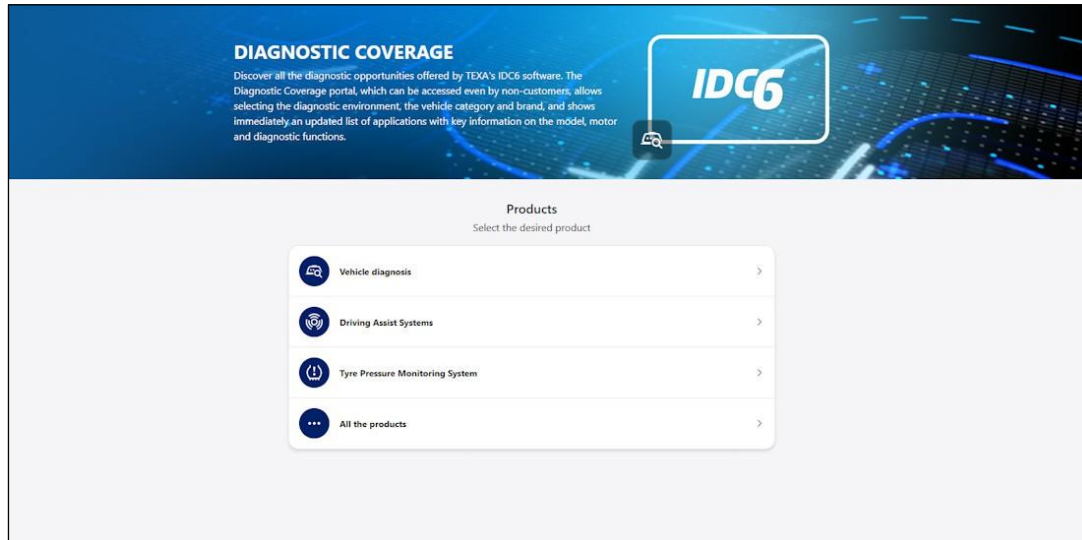 DIAGNOSTIC COVERAGE
Discover all the diagnostic opportunities offered by TEXA's IDC6 software. The
Diagnostic Coverage portal, which can be accessed even by non-customers, allows
selecting the diagnostic environment, the vehicle category and brand, and shows
immediately an updated list of applications with key information on the model, motor
and diagnostic functions.
IDC6
Products
Select the desired product
Vehicle diagnosis
Driving Assist Systems
Tyre Pressure Monitoring System
All the products